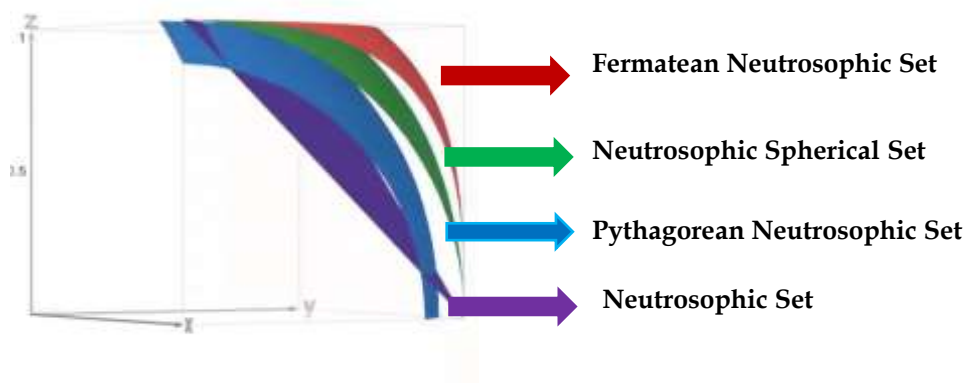 Z
1
0.5
Fermatean Neutrosophic Set
Neutrosophic Spherical Set
Pythagorean Neutrosophic Set
Neutrosophic Set
Y
X